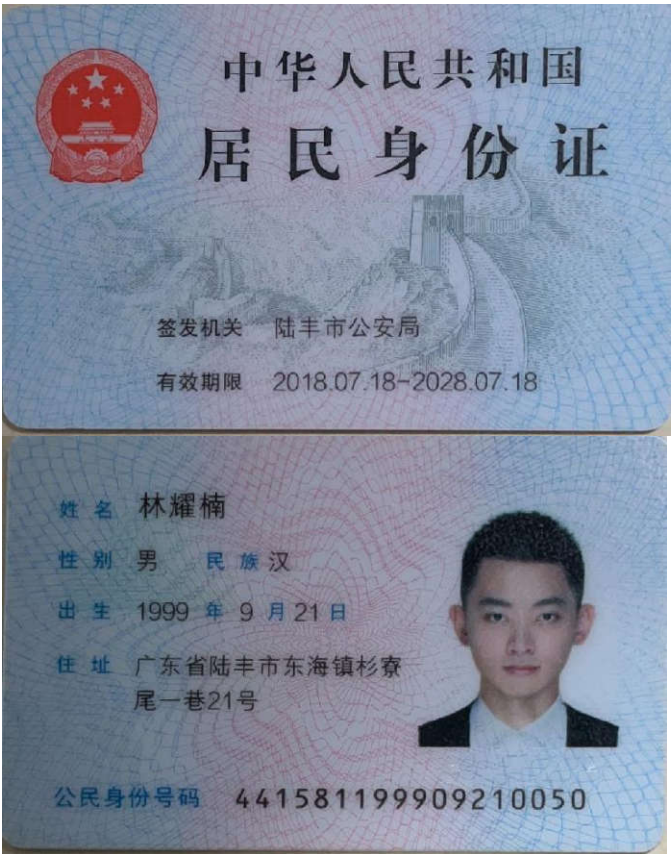 中华人民共和国
居民身份证
签发机关 陆丰市公安局
有效期限 2018.07.18-2028.07.18
姓名 林耀楠
性别 男 民族 汉
出生 1999 年 9 月 21 日
住址 广东省陆丰市东海镇杉寮
尾一巷21号
公民身份号码 441581199909210050